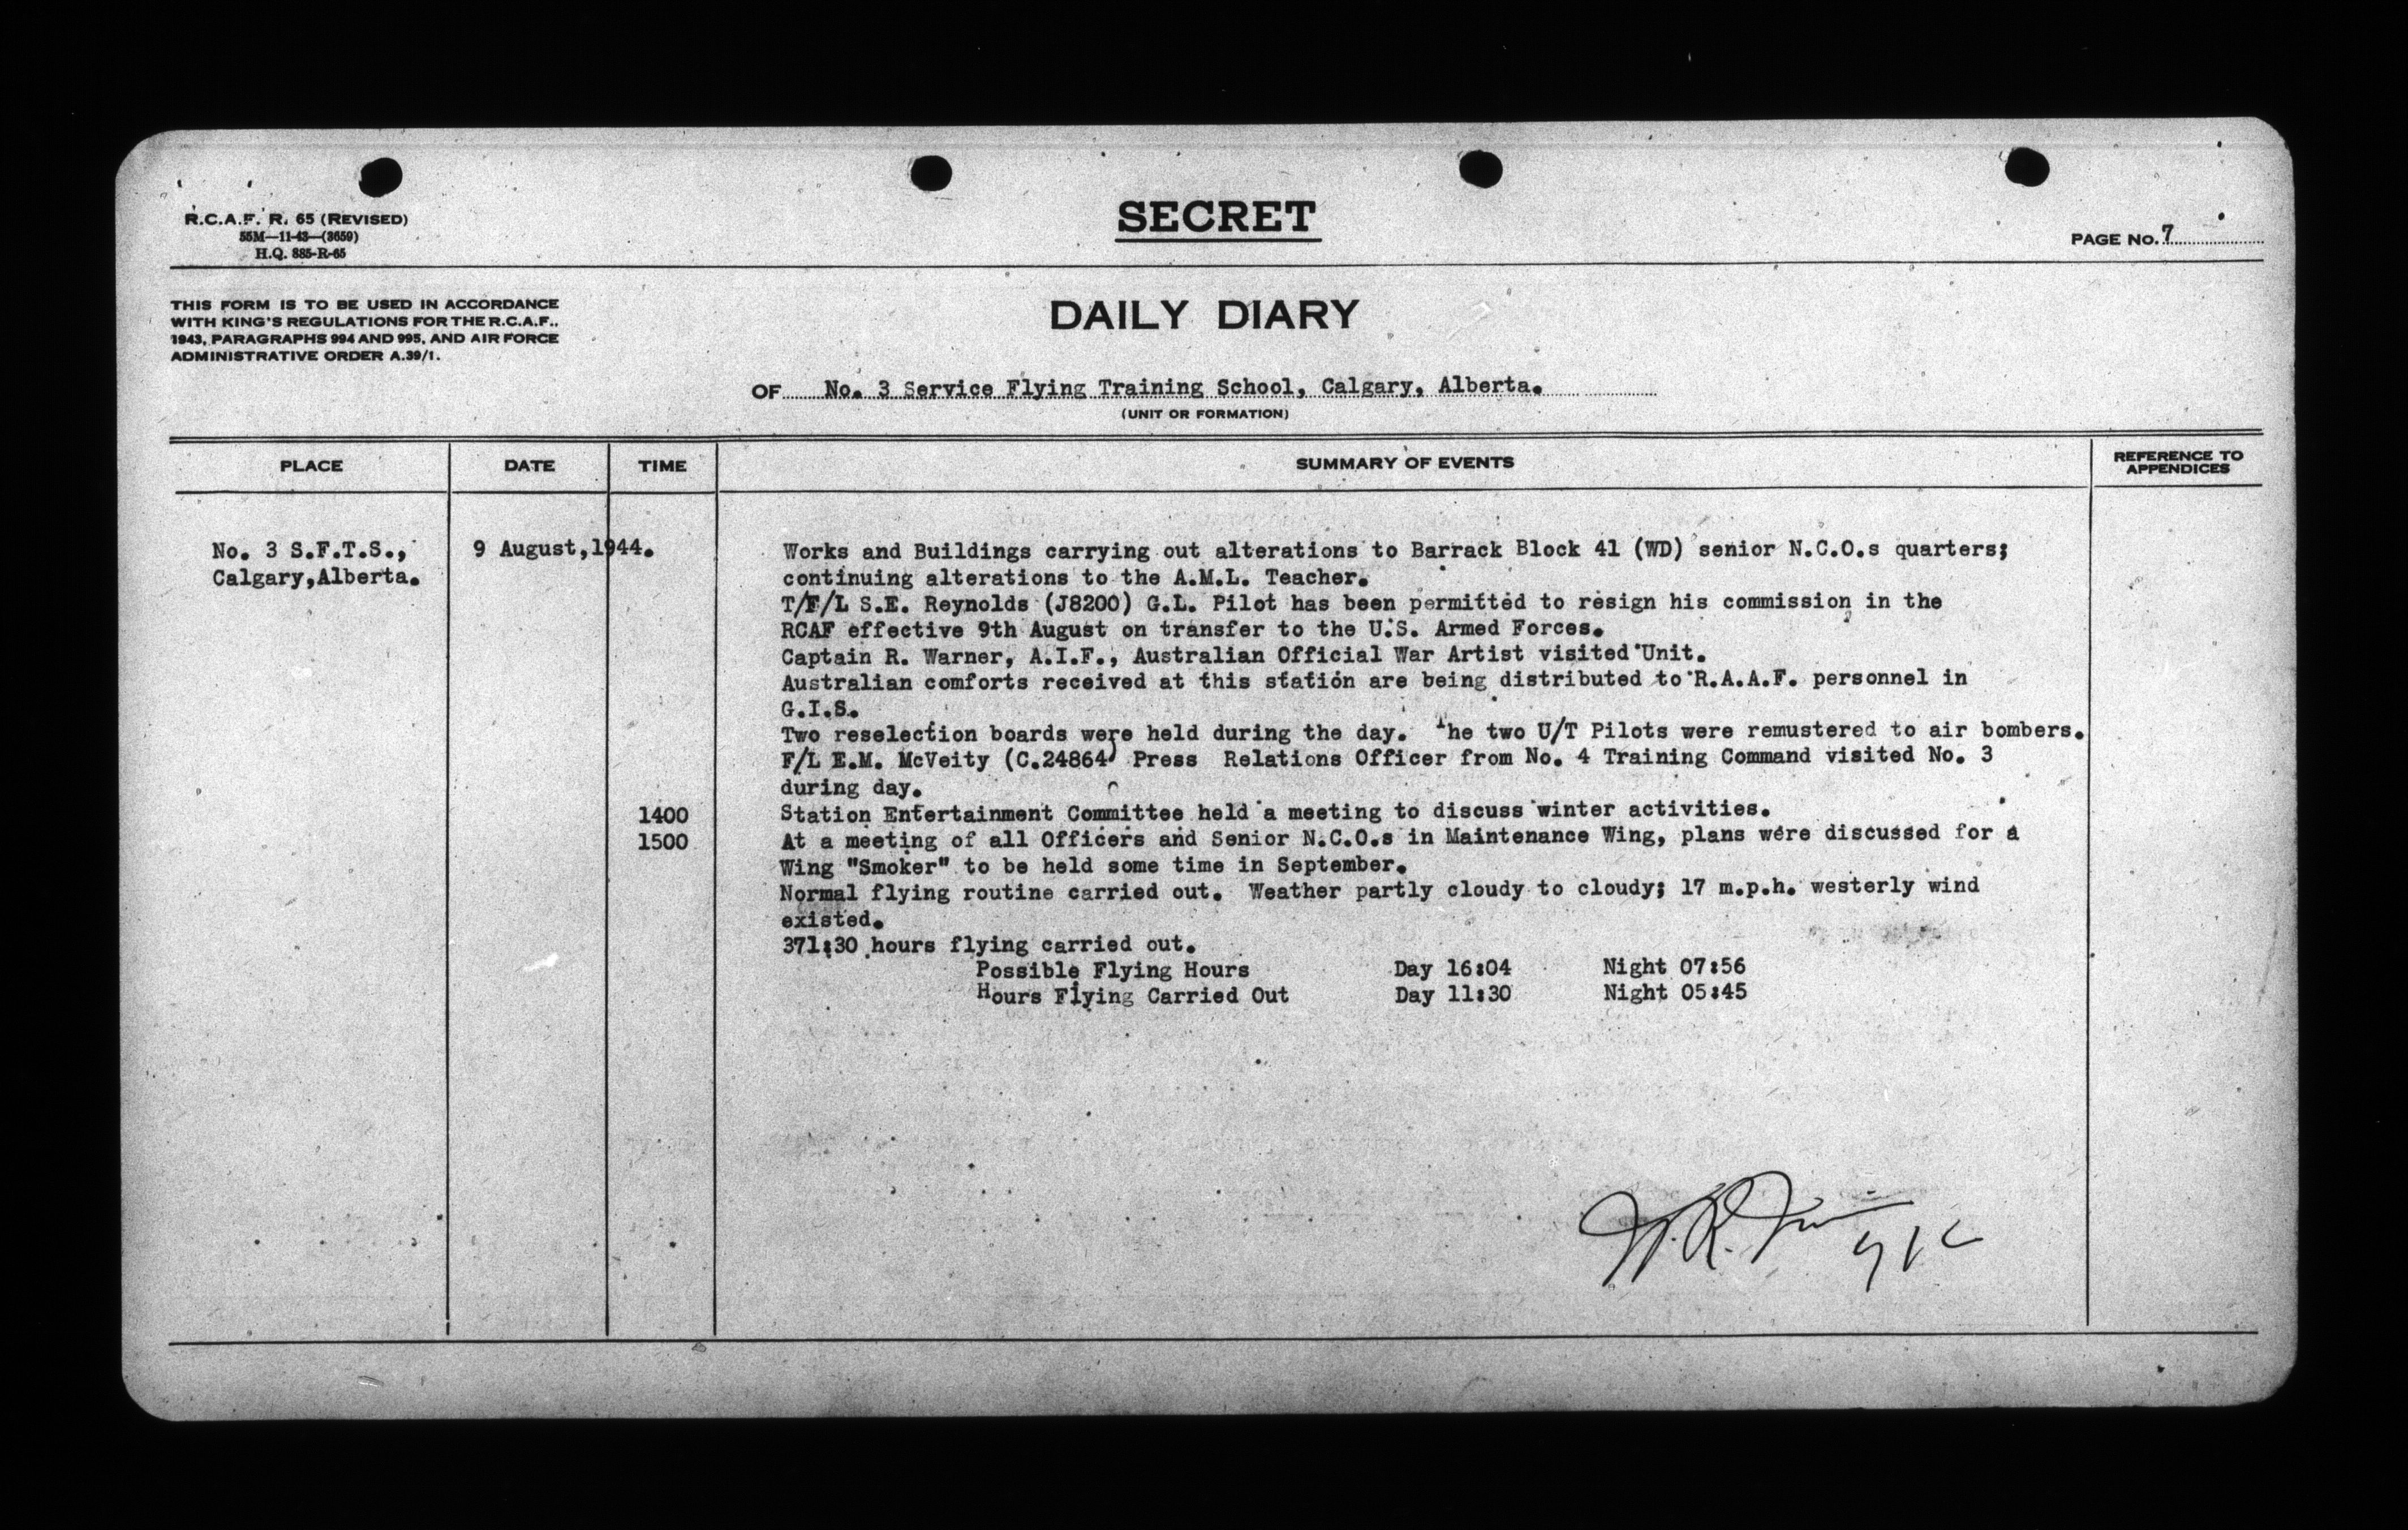 R.C.A.F. R. 65 (REVISED)
55M—11-43—(3659)
H.Q. 885-R-65
SECRET
PAGE NO. 7
THIS FORM IS TO BE USED IN ACCORDANCE
WITH KING'S REGULATIONS FOR THE R.C.A.F.,
1943, PARAGRAPHS 994 AND 995, AND AIR FORCE
ADMINISTRATIVE ORDER A.39/1.
DAILY DIARY
OF No. 3 Service Flying Training School, Calgary, Alberta.
(UNIT OR FORMATION)
PLACE DATE TIME SUMMARY OF EVENTS REFERENCE TO APPENDICES
No. 3 S.F.T.S., 9 August,1944. Works and Buildings carrying out alterations to Barrack Block 41 (WD) senior N.C.O.s quarters;
Calgary,Alberta. continuing alterations to the A.M.L. Teacher.
T/F/L S.E. Reynolds (J8200) G.L. Pilot has been permitted to resign his commission in the
RCAF effective 9th August on transfer to the U.S. Armed Forces.
Captain R. Warner, A.I.F., Australian Official War Artist visited Unit.
Australian comforts received at this station are being distributed to R.A.A.F. personnel in
G.I.S.
Two reselection boards were held during the day. The two U/T Pilots were remustered to air bombers.
F/L E.M. McVeity (C.24864) Press Relations Officer from No. 4 Training Command visited No. 3
during day.
1400 Station Entertainment Committee held a meeting to discuss winter activities.
1500 At a meeting of all Officers and Senior N.C.O.s in Maintenance Wing, plans were discussed for a
Wing "Smoker" to be held some time in September.
Normal flying routine carried out. Weather partly cloudy to cloudy; 17 m.p.h. westerly wind
existed.
371:30 hours flying carried out.
Possible Flying Hours Day 16:04 Night 07:56
Hours Flying Carried Out Day 11:30 Night 05:45